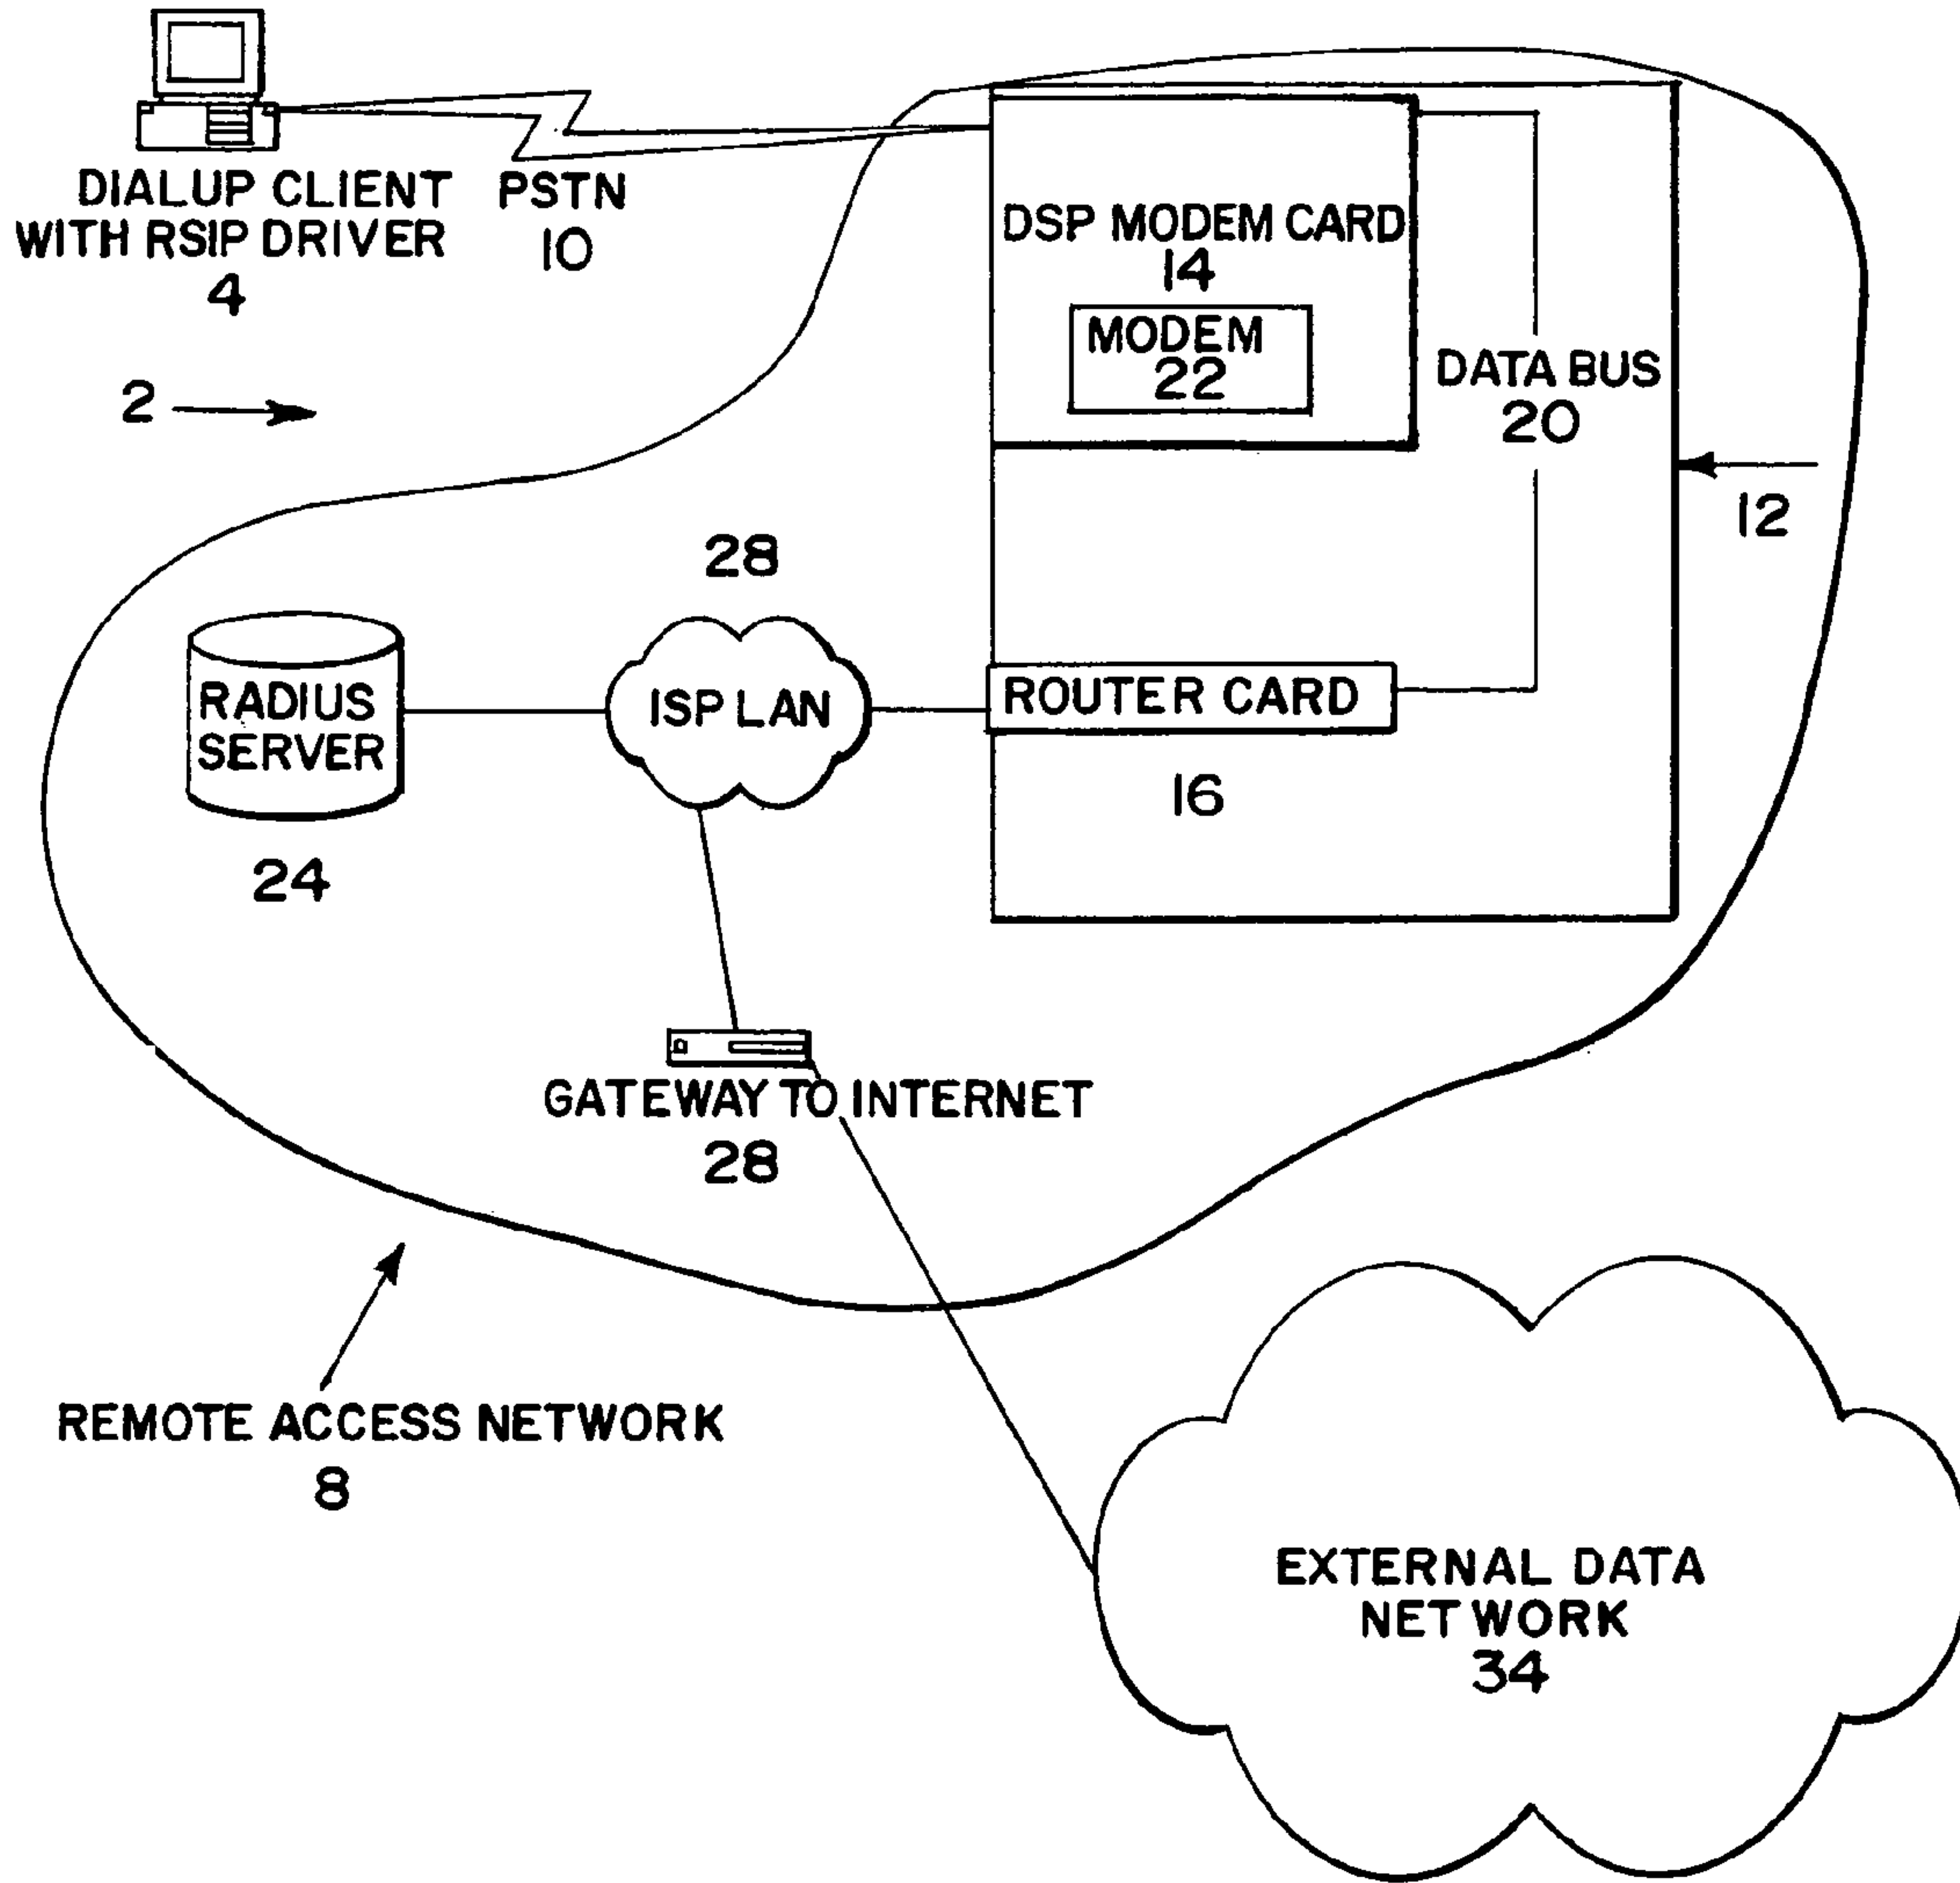 DIALUP CLIENT
WITH RSIP DRIVER
4
PSTN
10
2
DSP MODEM CARD
14
MODEM
22
DATA BUS
20
12
28
RADIUS
SERVER
24
ISP LAN
ROUTER CARD
16
GATEWAY TO INTERNET
28
REMOTE ACCESS NETWORK
8
EXTERNAL DATA
NETWORK
34